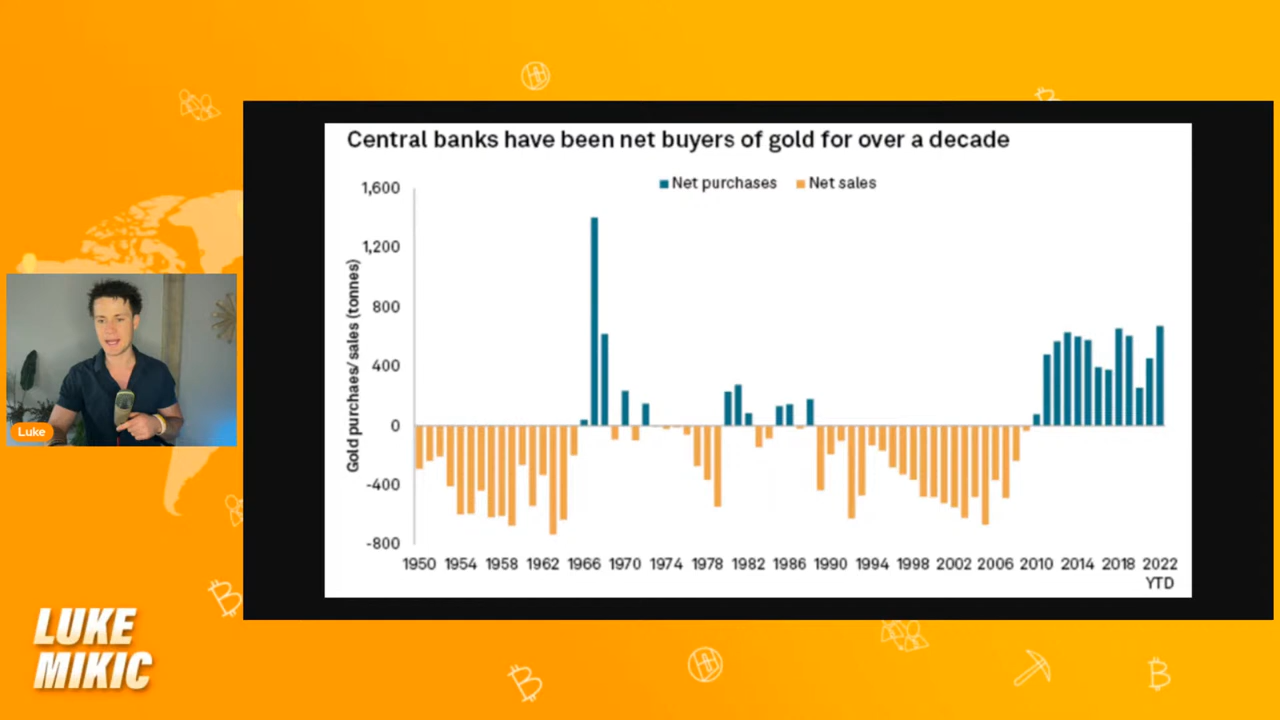 Central banks have been net buyers of gold for over a decade
Net purchases Net sales
Gold purchaes/ sales (tonnes)
1,600
1,200
800
400
0
-400
-800
1950 1954 1958 1962 1966 1970 1974 1978 1982 1986 1990 1994 1998 2002 2006 2010 2014 2018 2022
YTD
Luke
LUKE
MIKIC